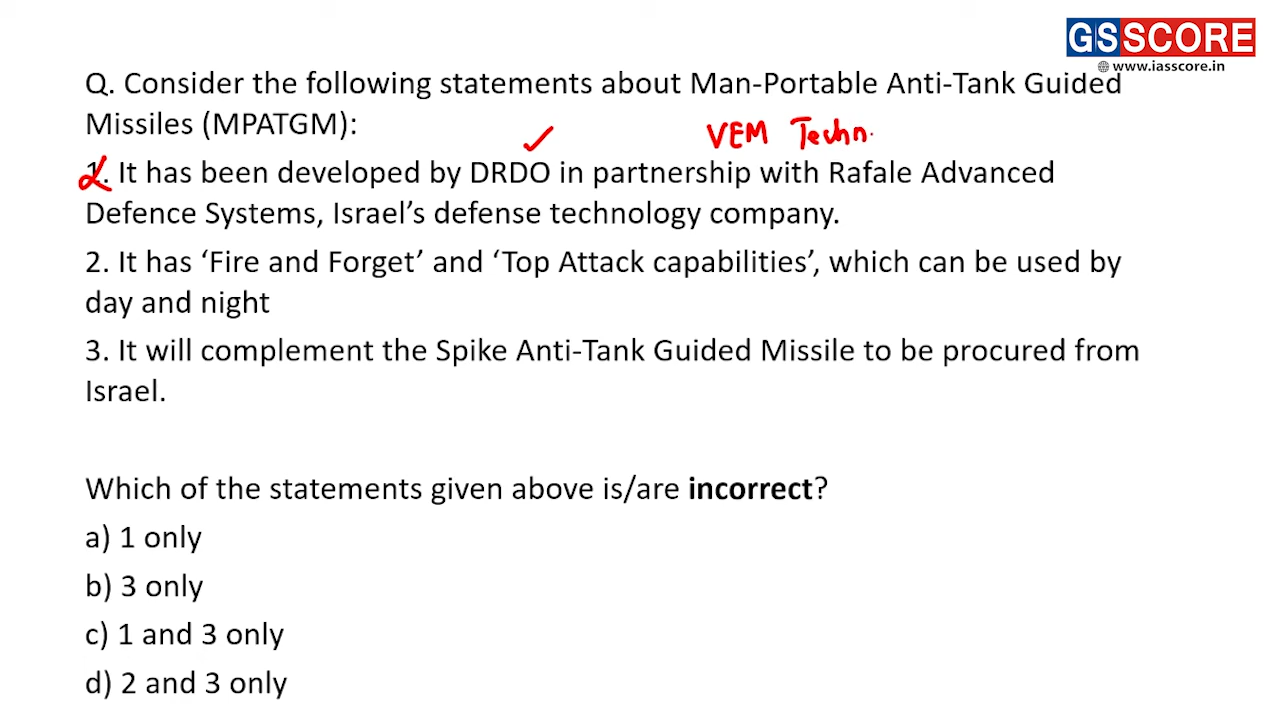 GSSCORE
www.iasscore.in
Q. Consider the following statements about Man-Portable Anti-Tank Guided
Missiles (MPATGM):
VEM Techn.
1. It has been developed by DRDO in partnership with Rafale Advanced
Defence Systems, Israel's defense technology company.
2. It has ‘Fire and Forget’ and ‘Top Attack capabilities’, which can be used by
day and night
3. It will complement the Spike Anti-Tank Guided Missile to be procured from
Israel.
Which of the statements given above is/are incorrect?
a) 1 only
b) 3 only
c) 1 and 3 only
d) 2 and 3 only